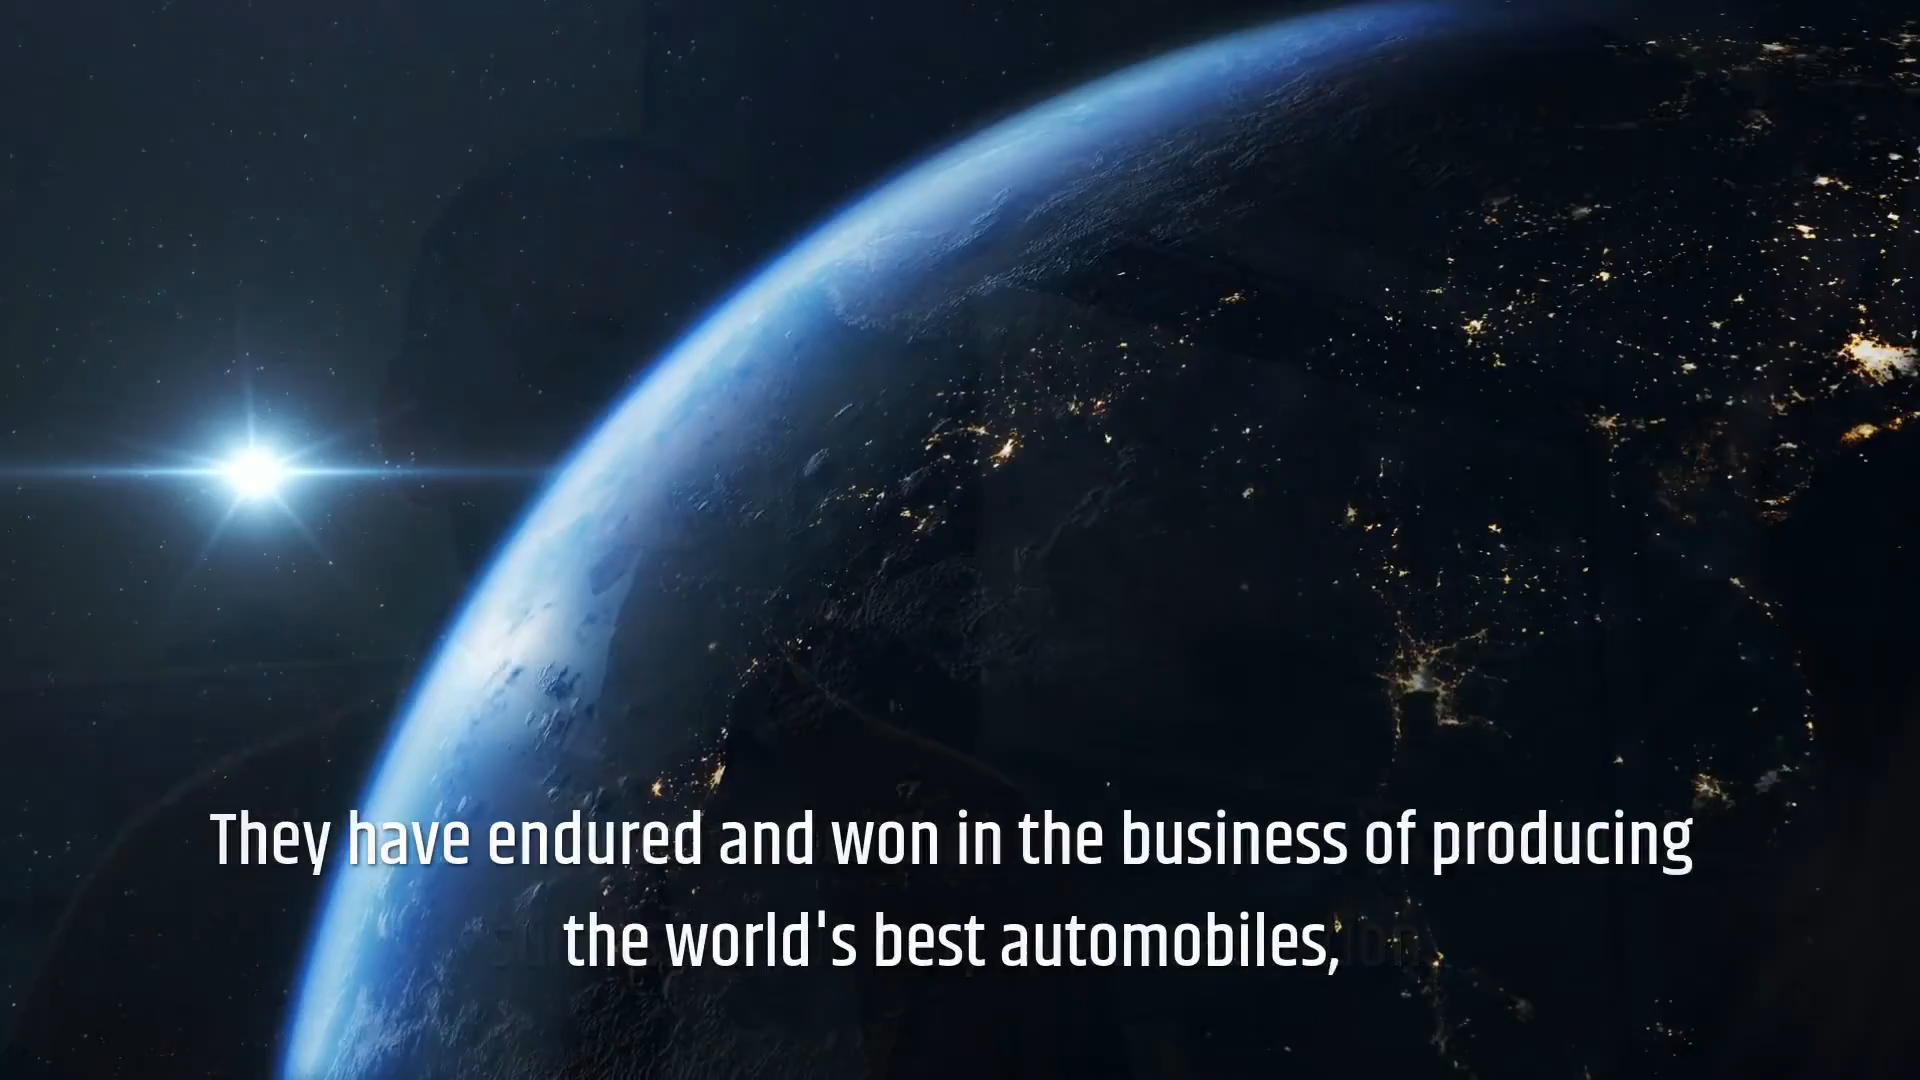 They have endured and won in the business of producing
the world's best automobiles,